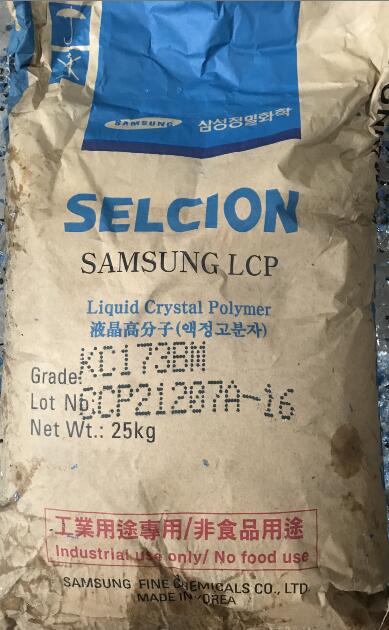 SAMSUNG 삼성정밀화학
SELCION
SAMSUNG LCP
Liquid Crystal Polymer
液晶高分子(액정고분자)
Grade: KC173BM
Lot No. CCP21207A-16
Net Wt.: 25kg
工業用途專用/非食品用途
Industrial use only/ No food use
SAMSUNG FINE CHEMICALS CO., LTD.
MADE IN KOREA